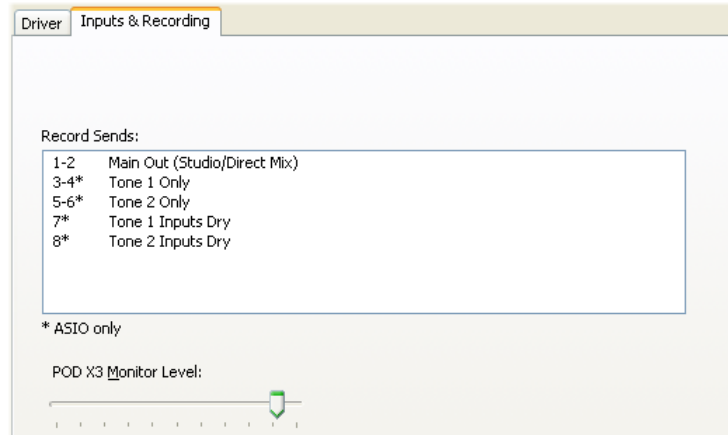 Driver Inputs & Recording
Record Sends:
1-2 Main Out (Studio/Direct Mix)
3-4* Tone 1 Only
5-6* Tone 2 Only
7* Tone 1 Inputs Dry
8* Tone 2 Inputs Dry
* ASIO only
POD X3 Monitor Level: